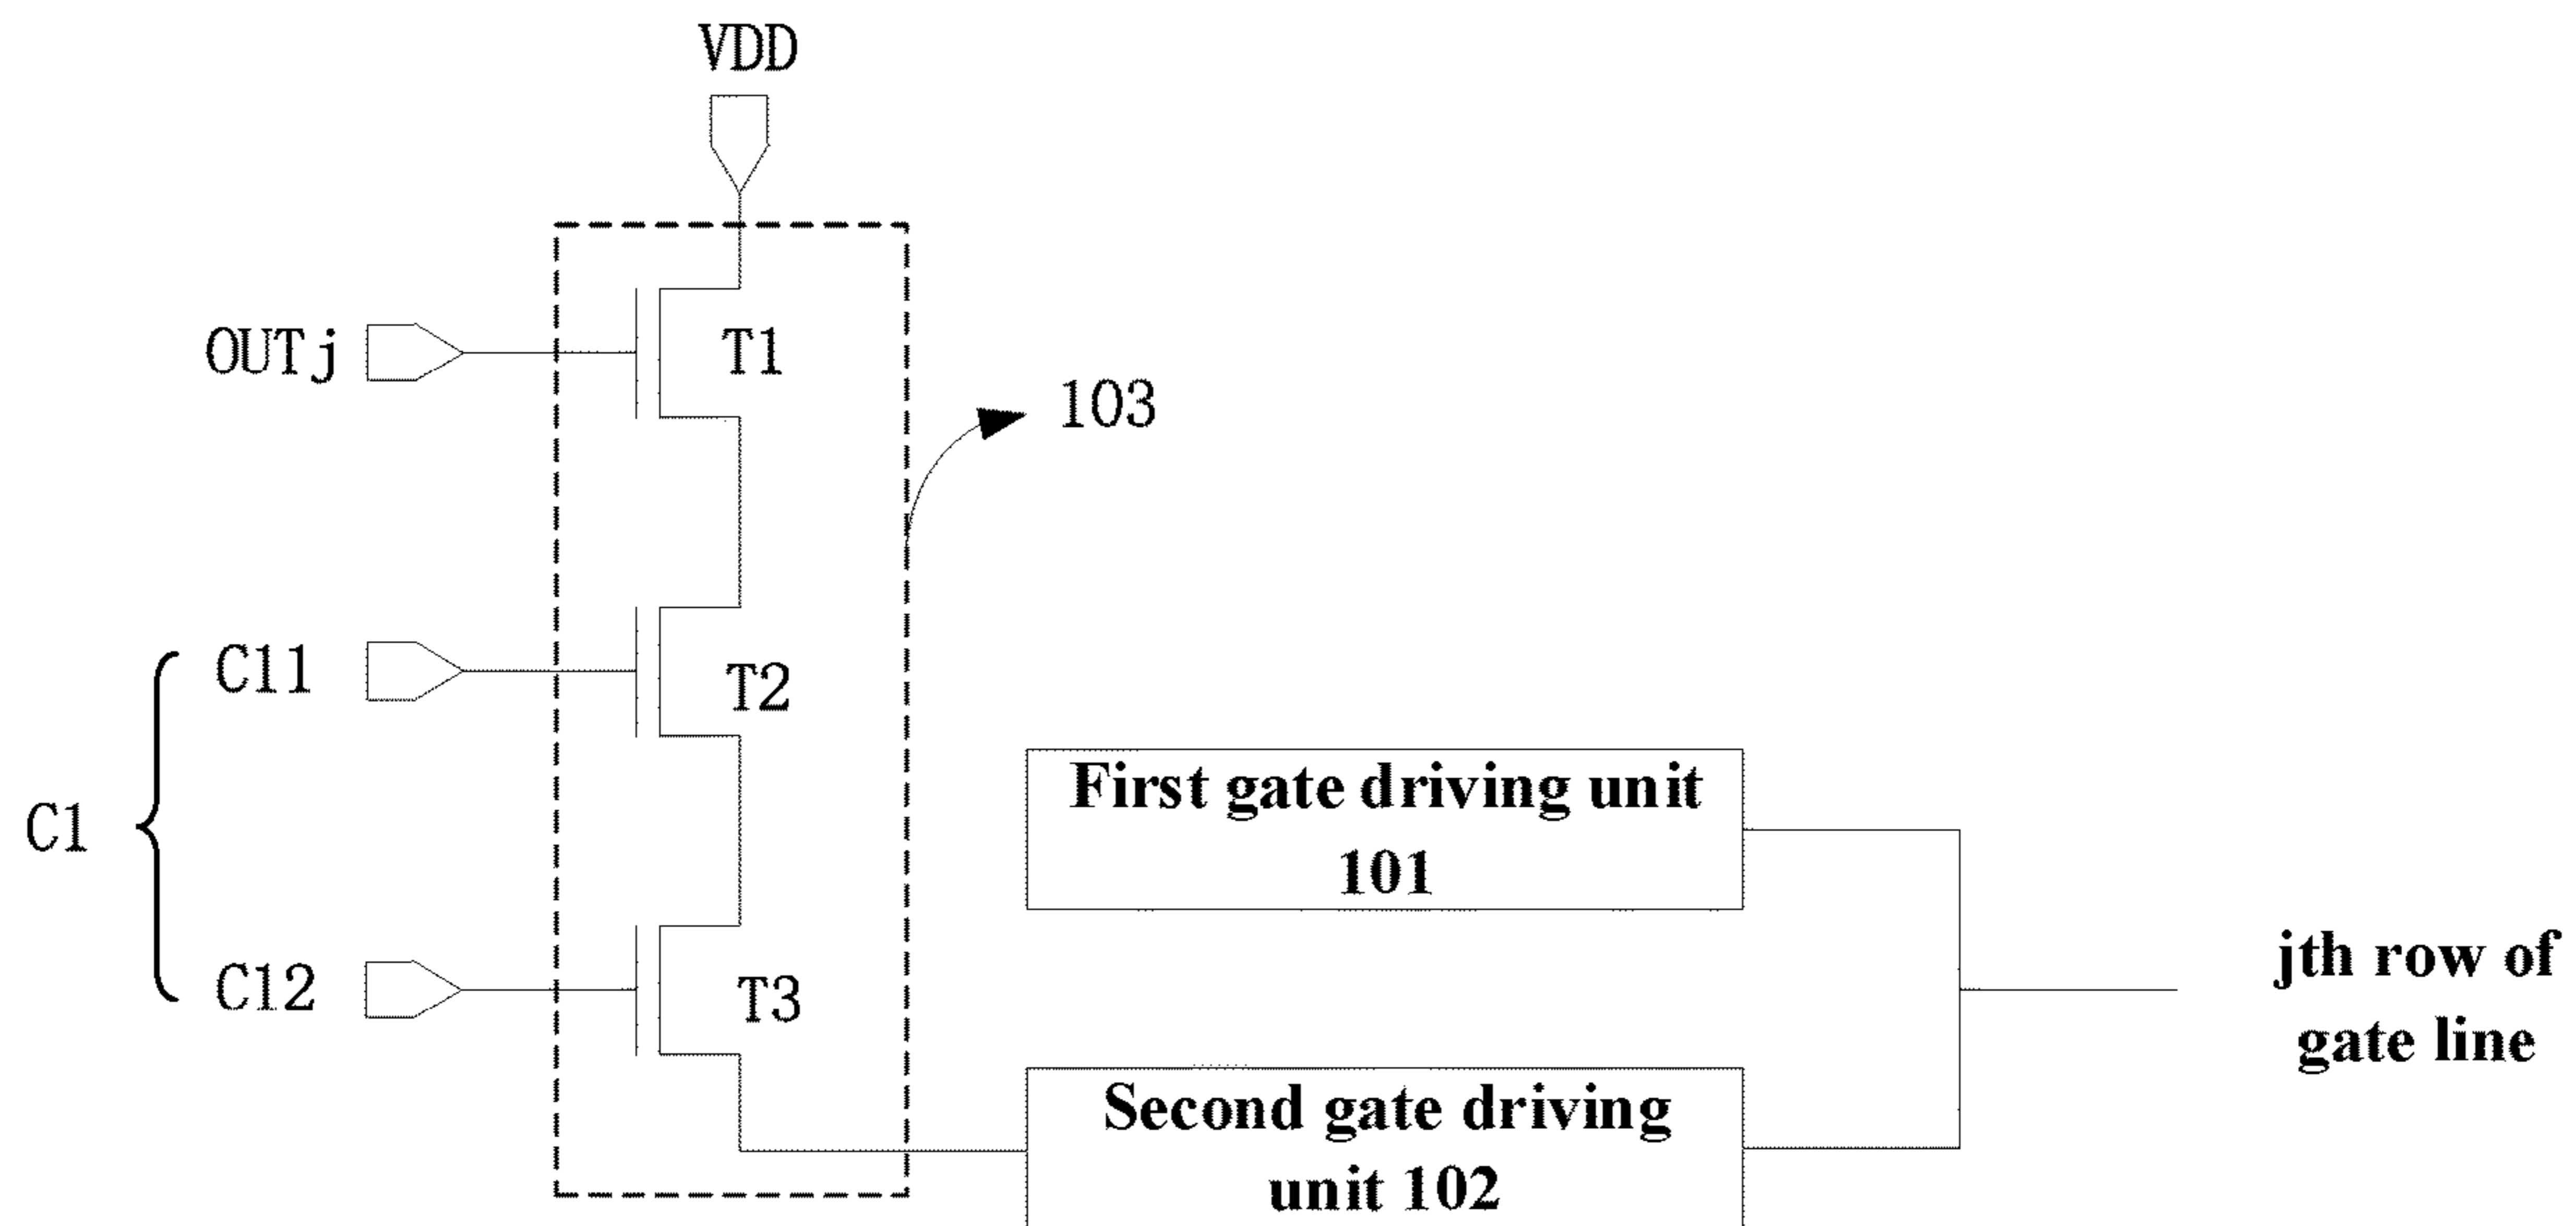 VDD
OUTj
T1
103
C11
T2
C1
First gate driving unit
101
C12
T3
jth row of
gate line
Second gate driving
unit 102